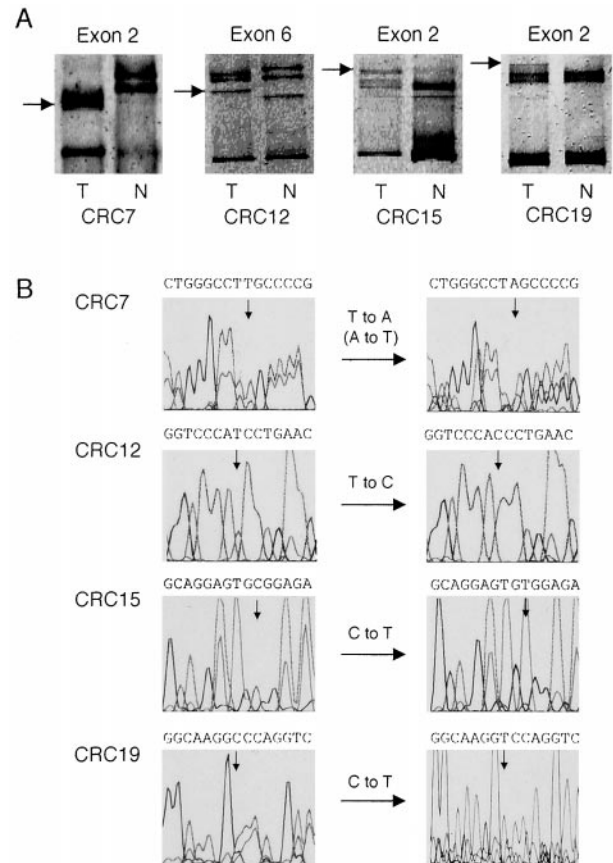 A
Exon 2
Exon 6
Exon 2
Exon 2
T N
T N
T N
T N
CRC7
CRC12
CRC15
CRC19
B
CRC7
CTGGGCCTTGCCCCG
T to A
(A to T)
CTGGGCCTAGCCCCG
CRC12
GGTCCCATCCTGAAC
T to C
GGTCCCACCCTGAAC
CRC15
GCAGGAGTGCGGAGA
C to T
GCAGGAGTGTGGAGA
CRC19
GGCAAGGCCCAGGTC
C to T
GGCAAGGTCCAGGTC